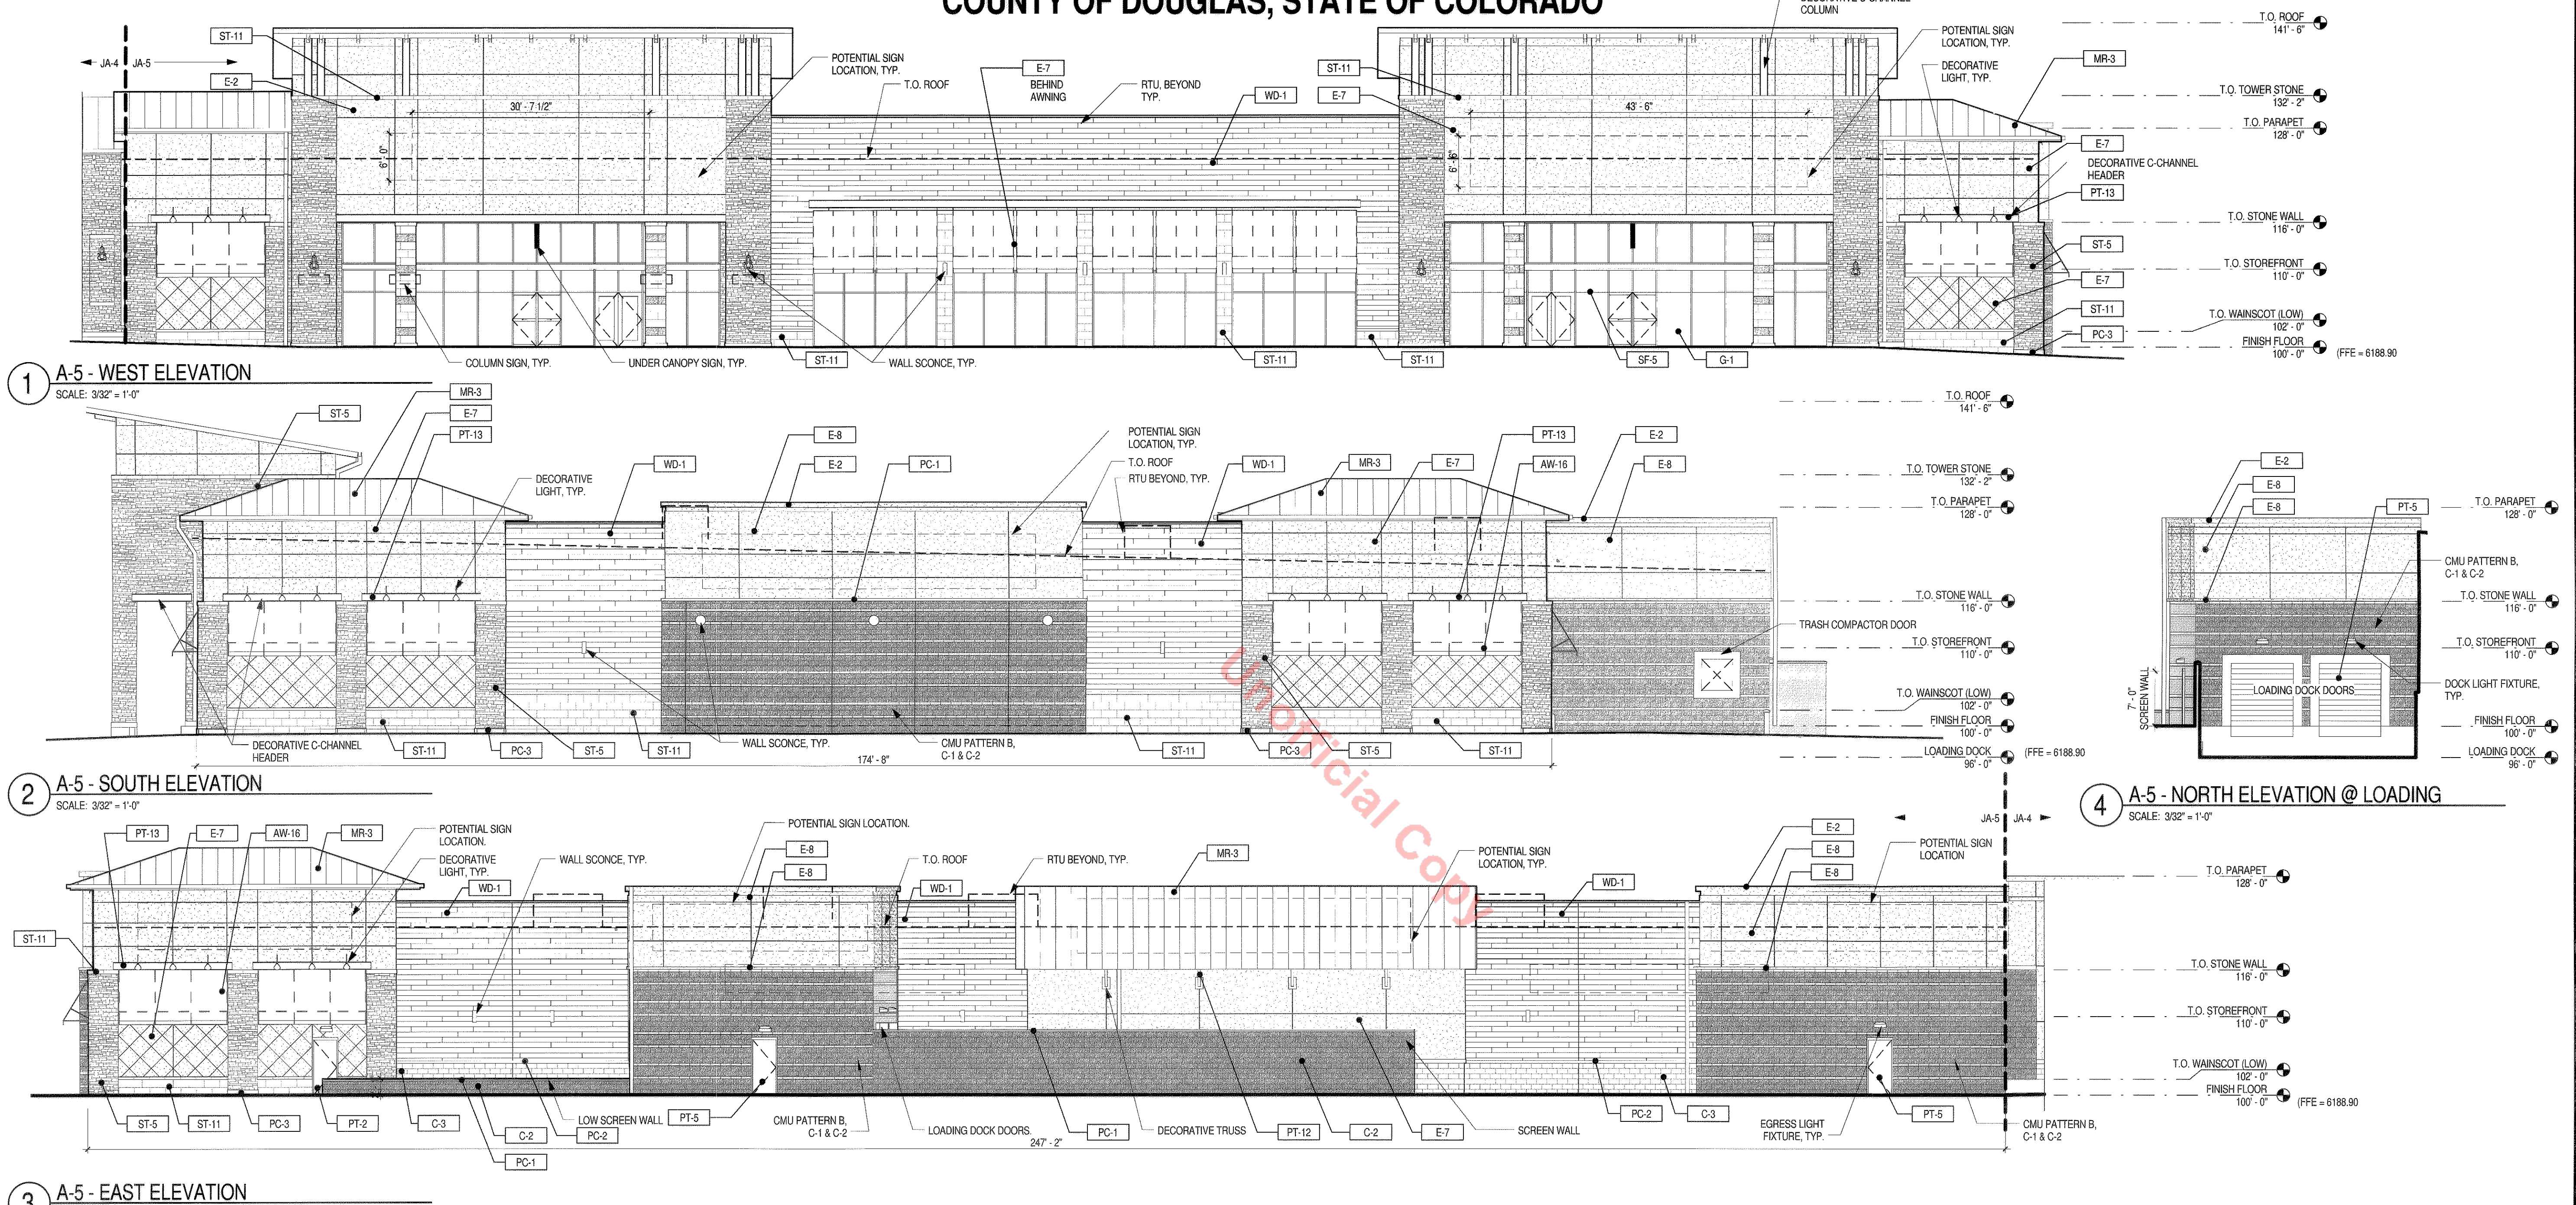 COUNTY OF DOUGLAS, STATE OF COLORADO
COLUMN
ST-11
JA-4
JA-5
E-2
30' - 7 1/2"
6' - 0"
POTENTIAL SIGN
LOCATION, TYP.
T.O. ROOF
E-7
BEHIND
AWNING
RTU, BEYOND
TYP.
WD-1
ST-11
E-7
43' - 6"
6' - 6"
POTENTIAL SIGN
LOCATION, TYP.
DECORATIVE
LIGHT, TYP.
MR-3
E-7
DECORATIVE C-CHANNEL
HEADER
PT-13
ST-5
E-7
ST-11
PC-3
T.O. ROOF
141' - 6"
T.O. TOWER STONE
132' - 2"
T.O. PARAPET
128' - 0"
T.O. STONE WALL
116' - 0"
T.O. STOREFRONT
110' - 0"
T.O. WAINSCOT (LOW)
102' - 0"
FINISH FLOOR
100' - 0"
(FFE = 6188.90
COLUMN SIGN, TYP.
UNDER CANOPY SIGN, TYP.
ST-11
WALL SCONCE, TYP.
ST-11
ST-11
SF-5
G-1
1
A-5 - WEST ELEVATION
SCALE: 3/32" = 1'-0"
ST-5
MR-3
E-7
PT-13
DECORATIVE
LIGHT, TYP.
WD-1
E-8
E-2
PC-1
POTENTIAL SIGN
LOCATION, TYP.
T.O. ROOF
RTU BEYOND, TYP.
WD-1
MR-3
E-7
PT-13
AW-16
E-2
E-8
TRASH COMPACTOR DOOR
T.O. ROOF
141' - 6"
T.O. TOWER STONE
132' - 2"
T.O. PARAPET
128' - 0"
T.O. STONE WALL
116' - 0"
T.O. STOREFRONT
110' - 0"
T.O. WAINSCOT (LOW)
102' - 0"
FINISH FLOOR
100' - 0"
LOADING DOCK
96' - 0"
(FFE = 6188.90
DECORATIVE C-CHANNEL
HEADER
ST-11
PC-3
ST-5
ST-11
WALL SCONCE, TYP.
CMU PATTERN B,
C-1 & C-2
ST-11
PC-3
ST-5
ST-11
174' - 8"
2
A-5 - SOUTH ELEVATION
SCALE: 3/32" = 1'-0"
E-2
E-8
E-8
PT-5
T.O. PARAPET
128' - 0"
CMU PATTERN B,
C-1 & C-2
T.O. STONE WALL
116' - 0"
T.O. STOREFRONT
110' - 0"
LOADING DOCK DOORS
DOCK LIGHT FIXTURE,
TYP.
7' - 0"
SCREEN WALL
FINISH FLOOR
100' - 0"
LOADING DOCK
96' - 0"
4
A-5 - NORTH ELEVATION @ LOADING
SCALE: 3/32" = 1'-0"
Unofficial Copy
PT-13
E-7
AW-16
MR-3
POTENTIAL SIGN
LOCATION.
DECORATIVE
LIGHT, TYP.
WD-1
WALL SCONCE, TYP.
POTENTIAL SIGN LOCATION.
E-8
E-8
T.O. ROOF
WD-1
RTU BEYOND, TYP.
MR-3
POTENTIAL SIGN
LOCATION, TYP.
WD-1
E-2
E-8
E-8
POTENTIAL SIGN
LOCATION
JA-5
JA-4
ST-11
T.O. PARAPET
128' - 0"
T.O. STONE WALL
116' - 0"
T.O. STOREFRONT
110' - 0"
T.O. WAINSCOT (LOW)
102' - 0"
FINISH FLOOR
100' - 0"
(FFE = 6188.90
ST-5
ST-11
PC-3
PT-2
C-3
C-2
PC-1
PC-2
LOW SCREEN WALL
PT-5
CMU PATTERN B,
C-1 & C-2
LOADING DOCK DOORS.
247' - 2"
PC-1
DECORATIVE TRUSS
PT-12
C-2
E-7
SCREEN WALL
PC-2
C-3
EGRESS LIGHT
FIXTURE, TYP.
PT-5
CMU PATTERN B,
C-1 & C-2
3
A-5 - EAST ELEVATION